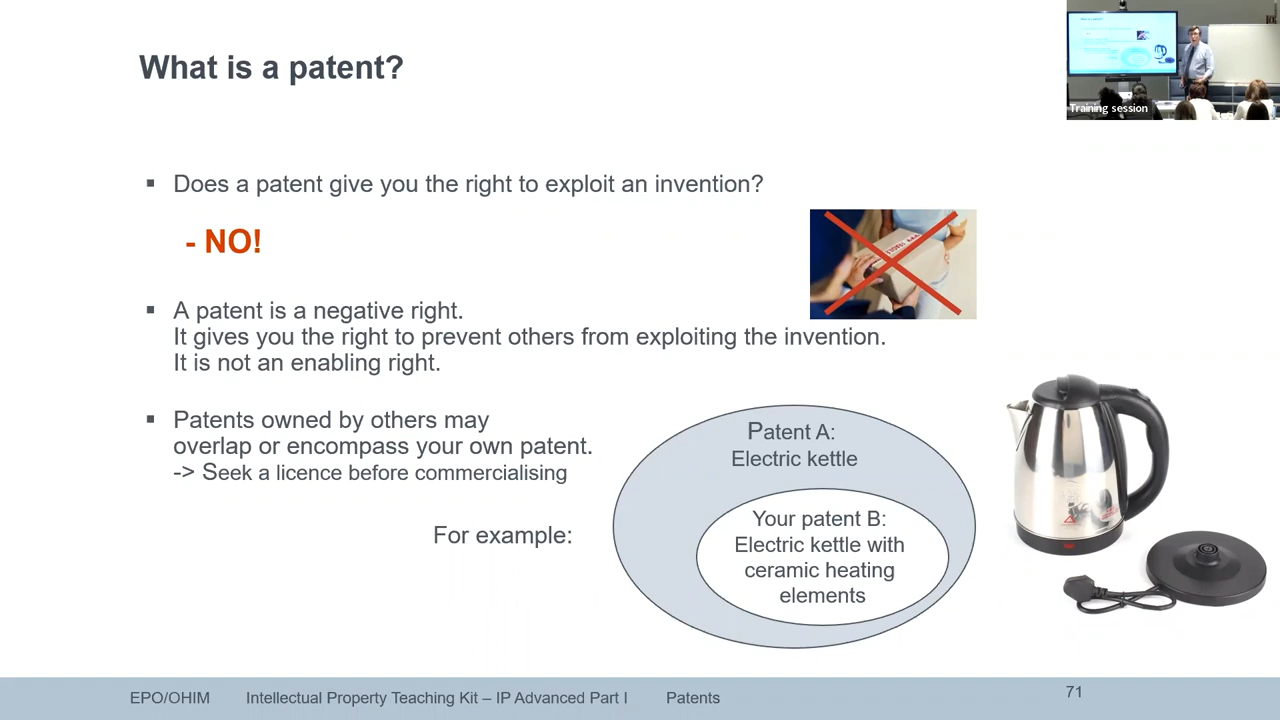 What is a patent?
Training session
▪ Does a patent give you the right to exploit an invention?
- NO!
▪ A patent is a negative right.
It gives you the right to prevent others from exploiting the invention.
It is not an enabling right.
▪ Patents owned by others may
overlap or encompass your own patent.
-> Seek a licence before commercialising
For example:
Patent A:
Electric kettle
Your patent B:
Electric kettle with
ceramic heating
elements
EPO/OHIM Intellectual Property Teaching Kit – IP Advanced Part I Patents 71